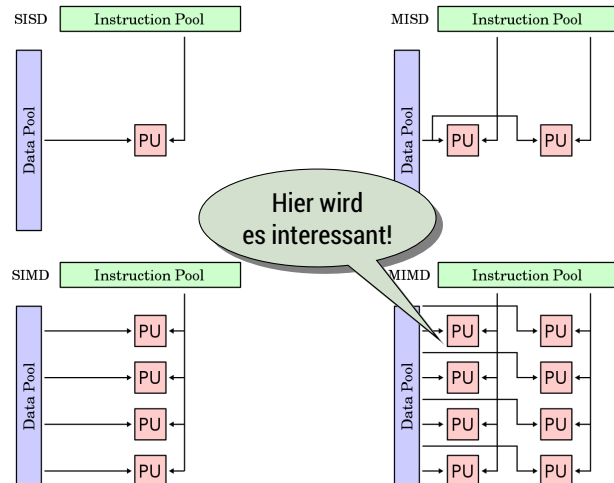 SISD
Instruction Pool
Data Pool
PU
MISD
Instruction Pool
Data Pool
PU PU
Hier wird
es interessant!
SIMD
Instruction Pool
Data Pool
PU
PU
PU
PU
MIMD
Instruction Pool
Data Pool
PU PU
PU PU
PU PU
PU PU